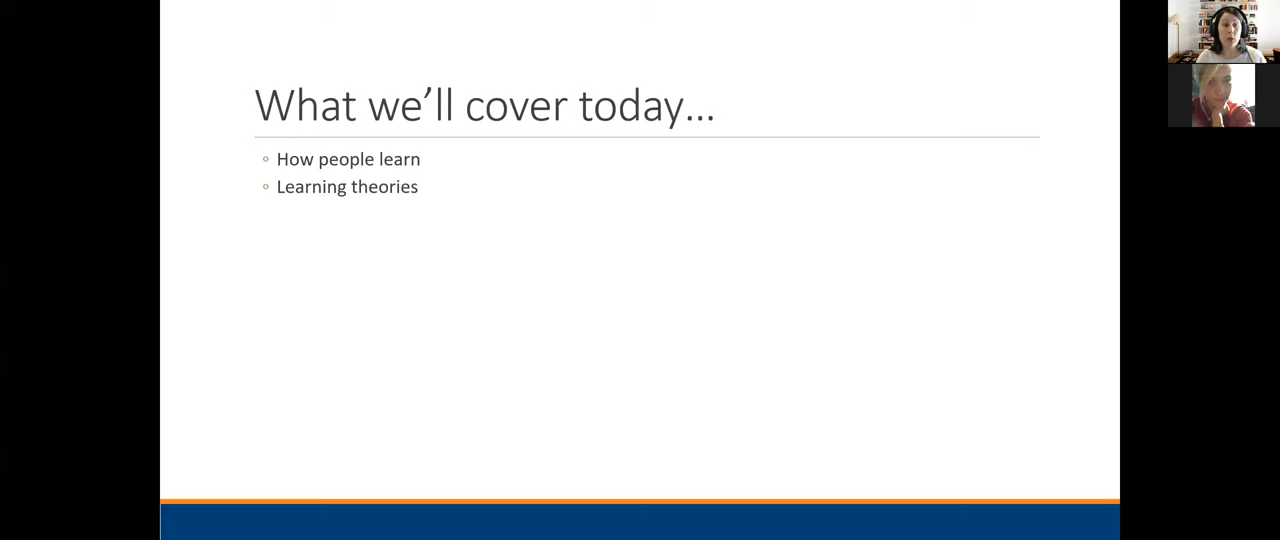 What we’ll cover today…
◦ How people learn
◦ Learning theories